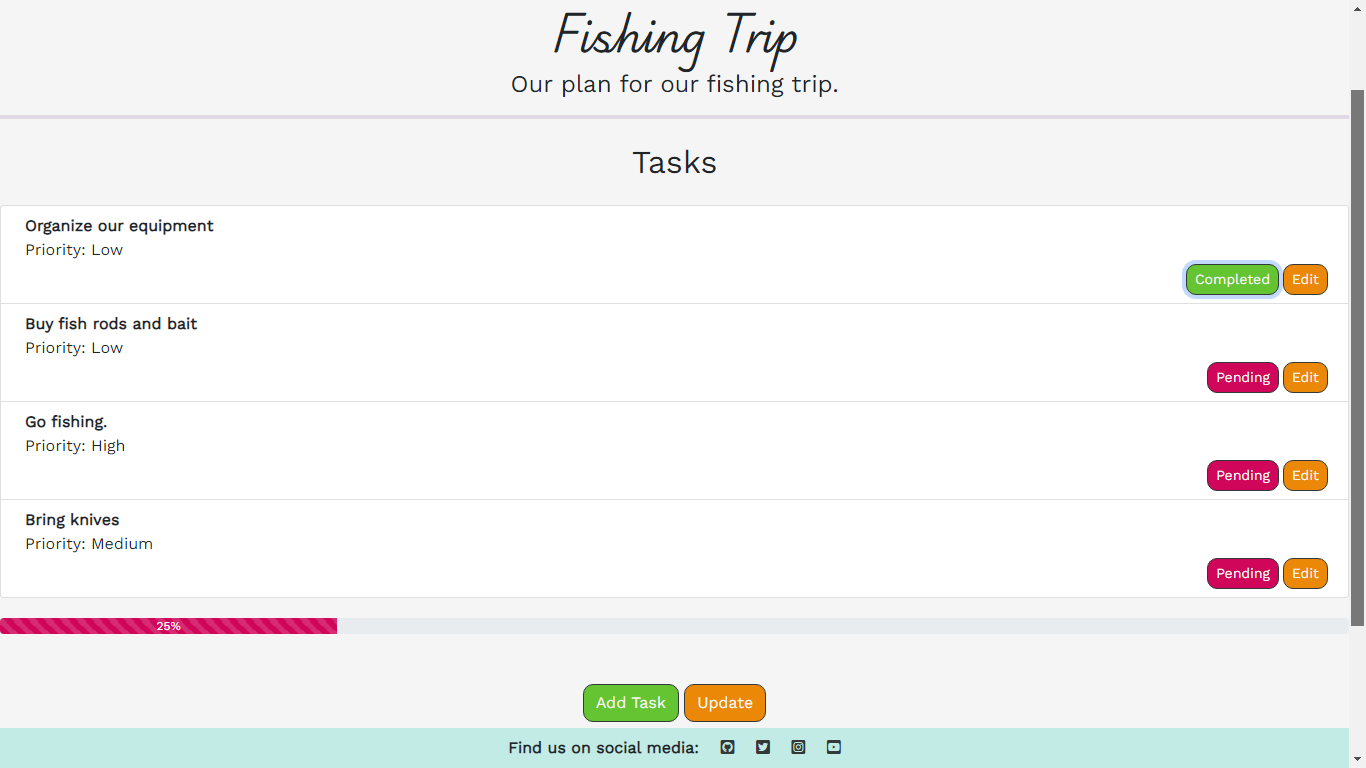 Fishing Trip
Our plan for our fishing trip.
Tasks
Organize our equipment
Priority: Low
Completed Edit
Buy fish rods and bait
Priority: Low
Pending Edit
Go fishing.
Priority: High
Pending Edit
Bring knives
Priority: Medium
Pending Edit
25%
Add Task Update
Find us on social media: